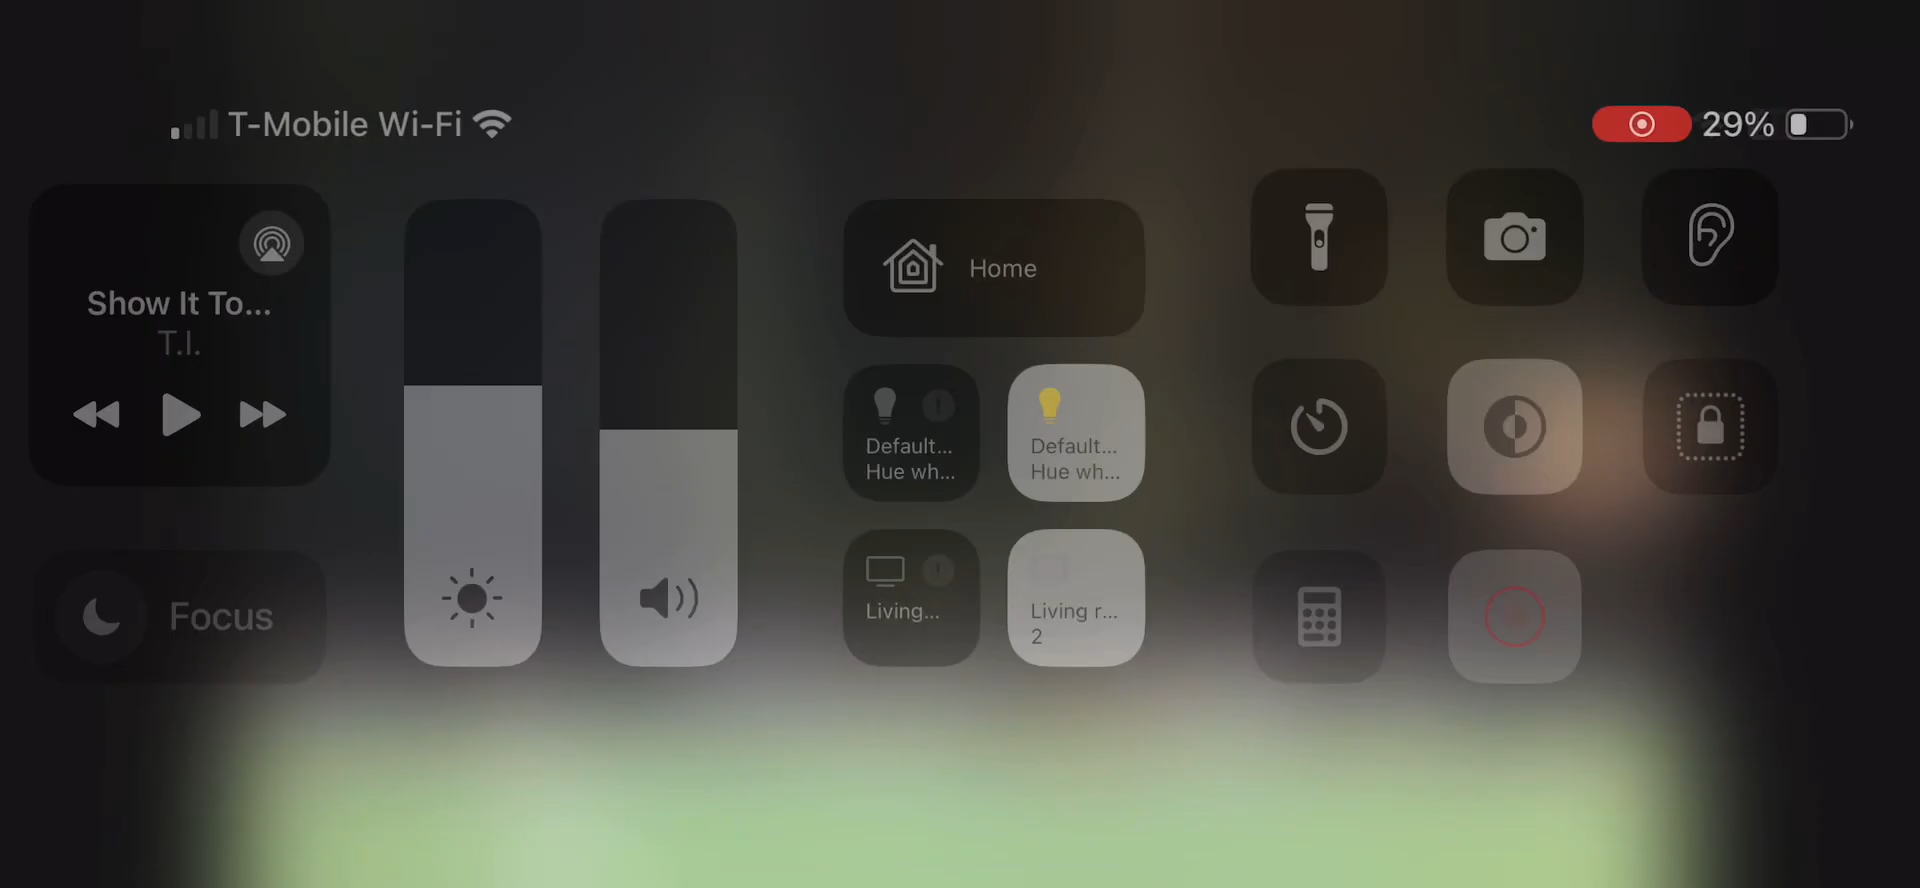 T-Mobile Wi-Fi
29%
Show It To...
T.I.
Focus
Home
Default...
Hue wh...
Default...
Hue wh...
Living...
Living r...
2